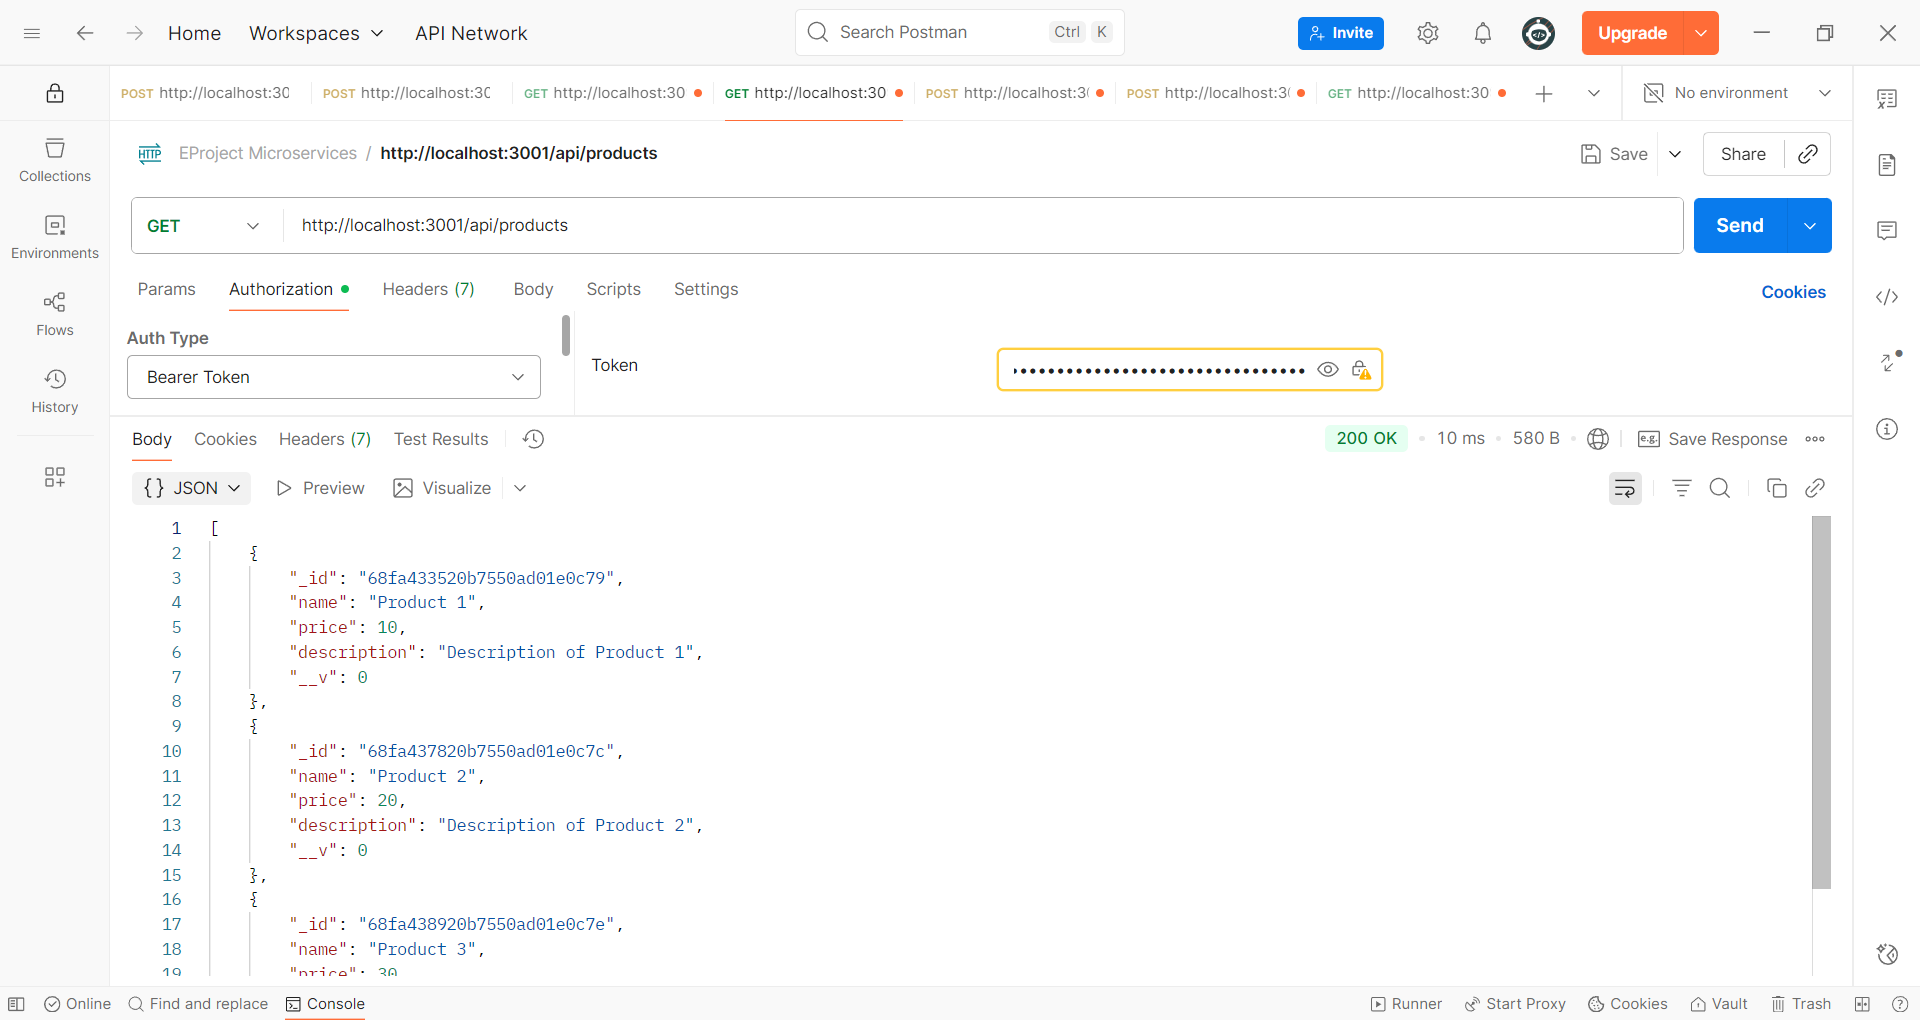 Home Workspaces API Network Search Postman Ctrl K Invite Upgrade
POST http://localhost:30 POST http://localhost:30 GET http://localhost:30 GET http://localhost:30 POST http://localhost:3( POST http://localhost:3( GET http://localhost:30 No environment
HTTP EProject Microservices / http://localhost:3001/api/products Save Share
Collections
GET http://localhost:3001/api/products Send
Environments
Params Authorization Headers (7) Body Scripts Settings Cookies
Flows
Auth Type
Token
Bearer Token
History
Body Cookies Headers (7) Test Results 200 OK • 10 ms • 580 B • e.g. Save Response
{} JSON Preview Visualize
1 [
2 {
3 "_id": "68fa433520b7550ad01e0c79",
4 "name": "Product 1",
5 "price": 10,
6 "description": "Description of Product 1",
7 "__v": 0
8 },
9 {
10 "_id": "68fa437820b7550ad01e0c7c",
11 "name": "Product 2",
12 "price": 20,
13 "description": "Description of Product 2",
14 "__v": 0
15 },
16 {
17 "_id": "68fa438920b7550ad01e0c7e",
18 "name": "Product 3",
19 "price": 30
Online Find and replace Console Runner Start Proxy Cookies Vault Trash